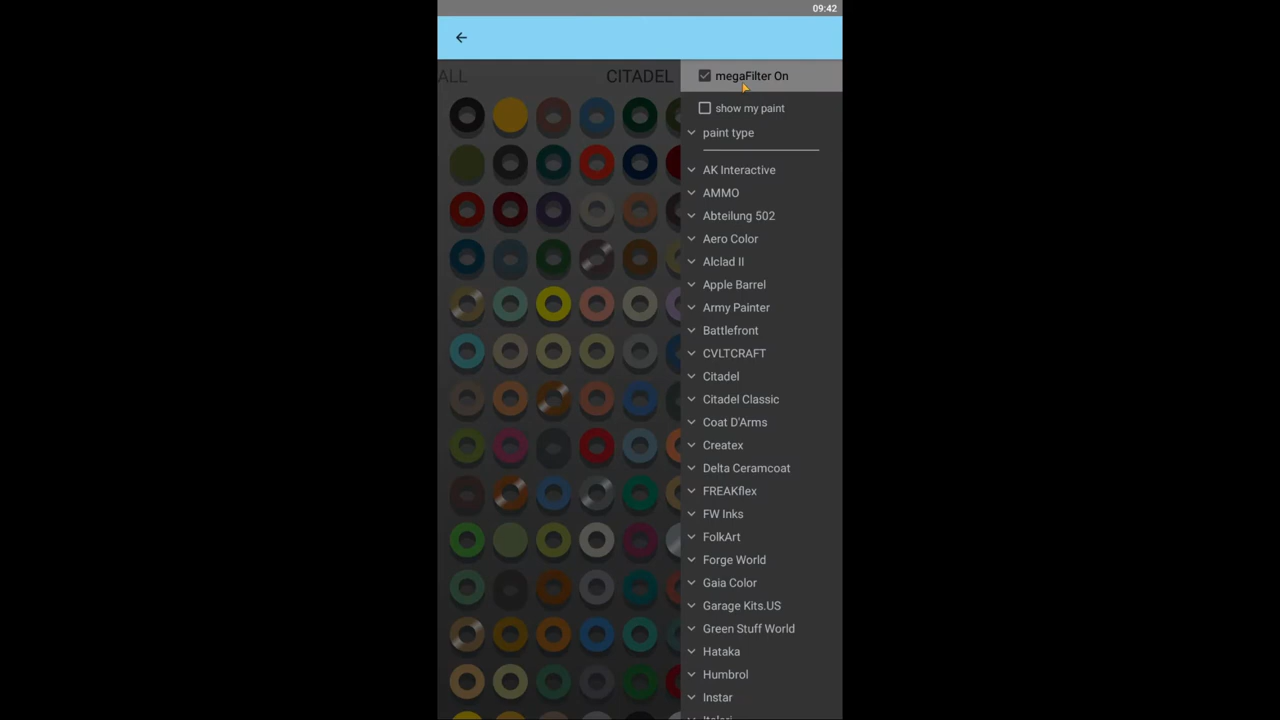 09:42
ALL CITADEL
megaFilter On
show my paint
paint type
AK Interactive
AMMO
Abteilung 502
Aero Color
Alclad II
Apple Barrel
Army Painter
Battlefront
CVLTCRAFT
Citadel
Citadel Classic
Coat D'Arms
Createx
Delta Ceramcoat
FREAKflex
FW Inks
FolkArt
Forge World
Gaia Color
Garage Kits.US
Green Stuff World
Hataka
Humbrol
Instar
Italeri